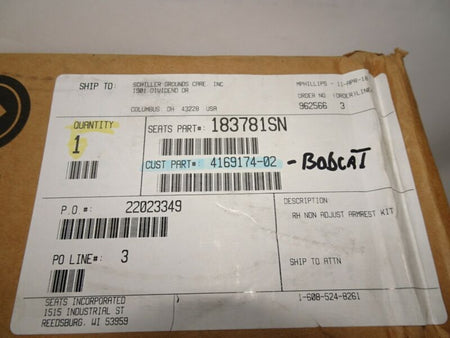 SHIP TO:
SCHILLER GROUNDS CARE, INC
1901 DIVIDEND DR
COLUMBUS OH 43228 USA
MPHILLIPS - 11-APR-18
ORDER NO (ORDER)LINE
962566 3
QUANTITY
1
SEATS PART#: 183781SN
CUST PART#: 4169174-02
-BOBCAT
P.O.#: 22023349
PO LINE#: 3
DESCRIPTION
RH NON ADJUST ARMREST KIT
SHIP TO ATTN
SEATS INCORPORATED
1515 INDUSTRIAL ST
REEDSBURG, WI 53959
1-608-524-8261